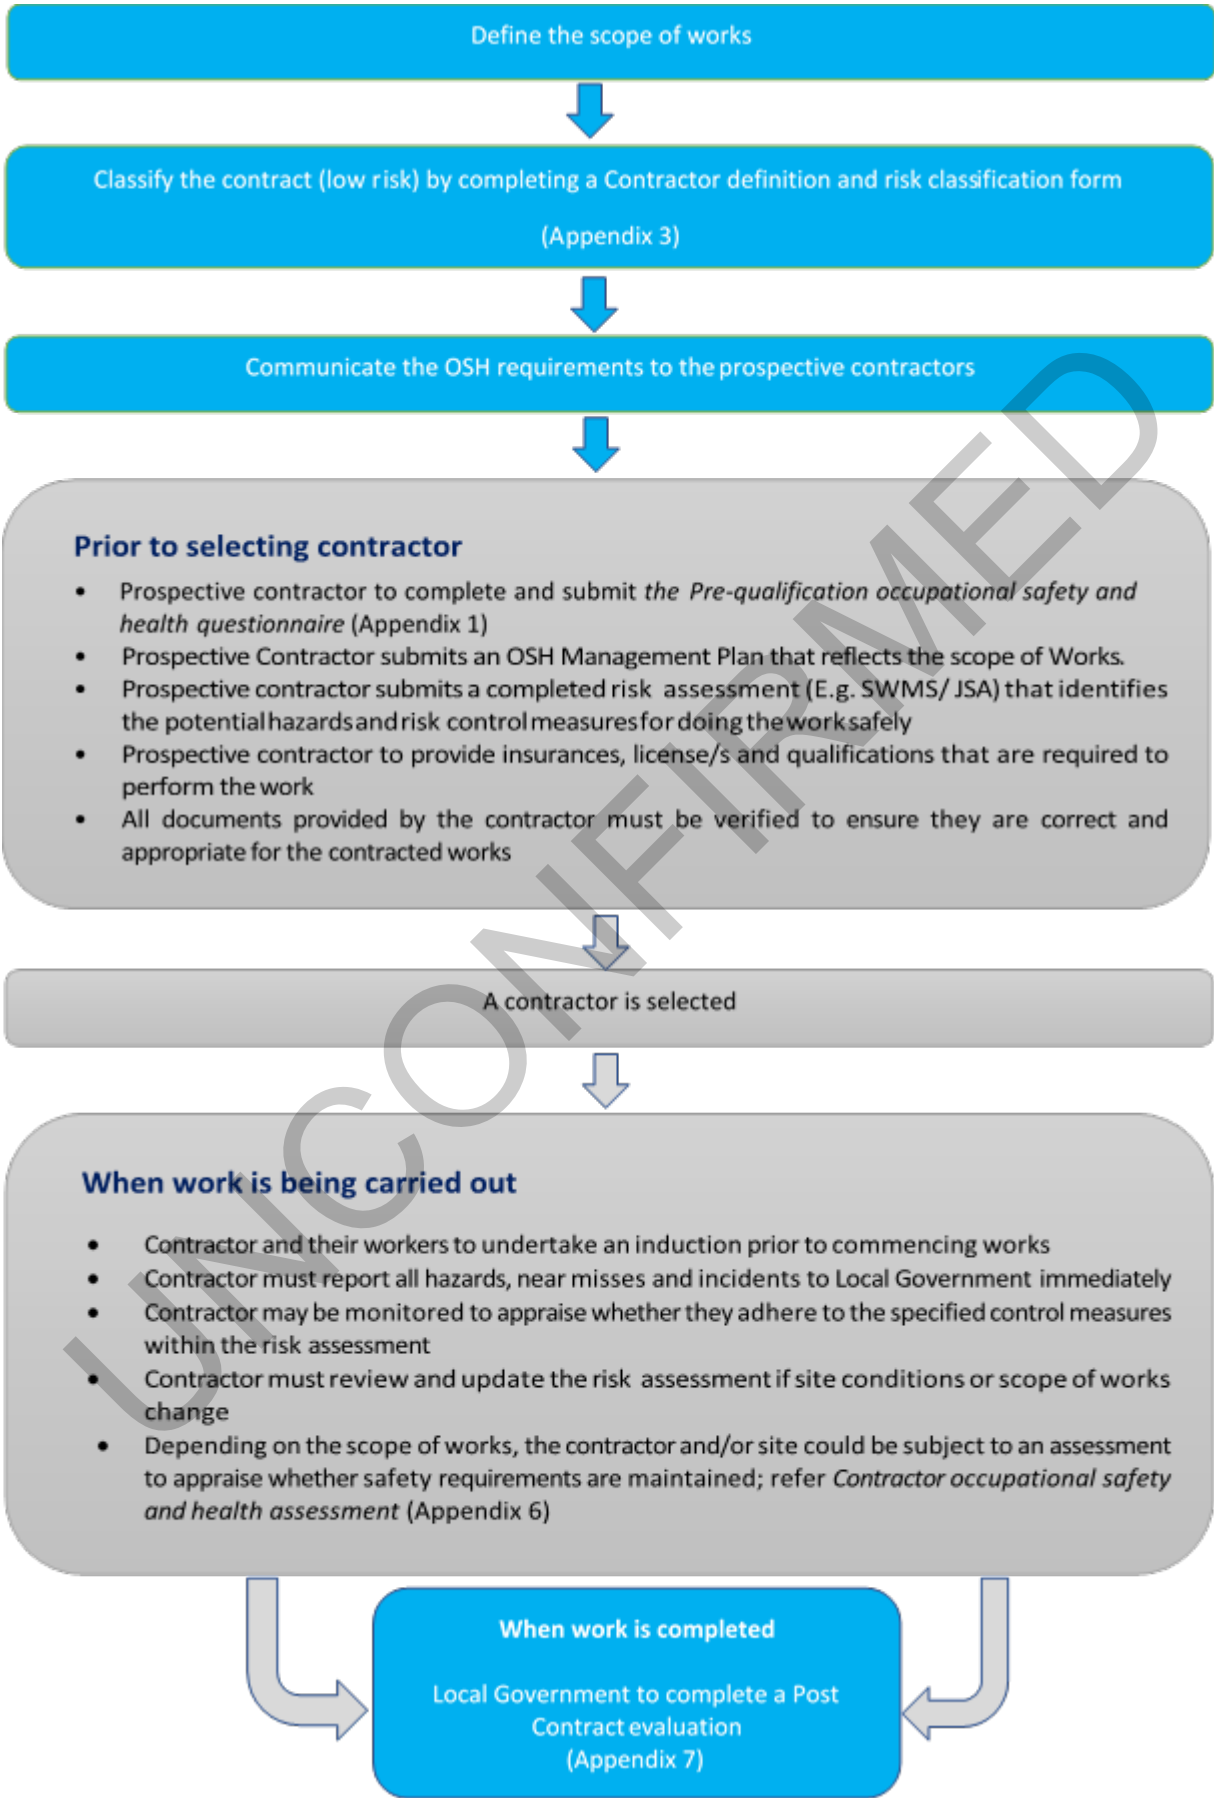 Define the scope of works
Classify the contract (low risk) by completing a Contractor definition and risk classification form
(Appendix 3)
Communicate the OSH requirements to the prospective contractors
Prior to selecting contractor
• Prospective contractor to complete and submit the Pre-qualification occupational safety and
health questionnaire (Appendix 1)
• Prospective Contractor submits an OSH Management Plan that reflects the scope of Works.
• Prospective contractor submits a completed risk assessment (E.g. SWMS/ JSA) that identifies
the potential hazards and risk control measures for doing the work safely
• Prospective contractor to provide insurances, license/s and qualifications that are required to
perform the work
• All documents provided by the contractor must be verified to ensure they are correct and
appropriate for the contracted works
A contractor is selected
When work is being carried out
• Contractor and their workers to undertake an induction prior to commencing works
• Contractor must report all hazards, near misses and incidents to Local Government immediately
• Contractor may be monitored to appraise whether they adhere to the specified control measures
within the risk assessment
• Contractor must review and update the risk assessment if site conditions or scope of works
change
• Depending on the scope of works, the contractor and/or site could be subject to an assessment
to appraise whether safety requirements are maintained; refer Contractor occupational safety
and health assessment (Appendix 6)
When work is completed
Local Government to complete a Post
Contract evaluation
(Appendix 7)
UNCONFIRMED